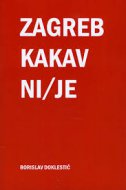 ZAGREB
KAKAV
NI/JE
BORISLAV DOKLESTIĆ